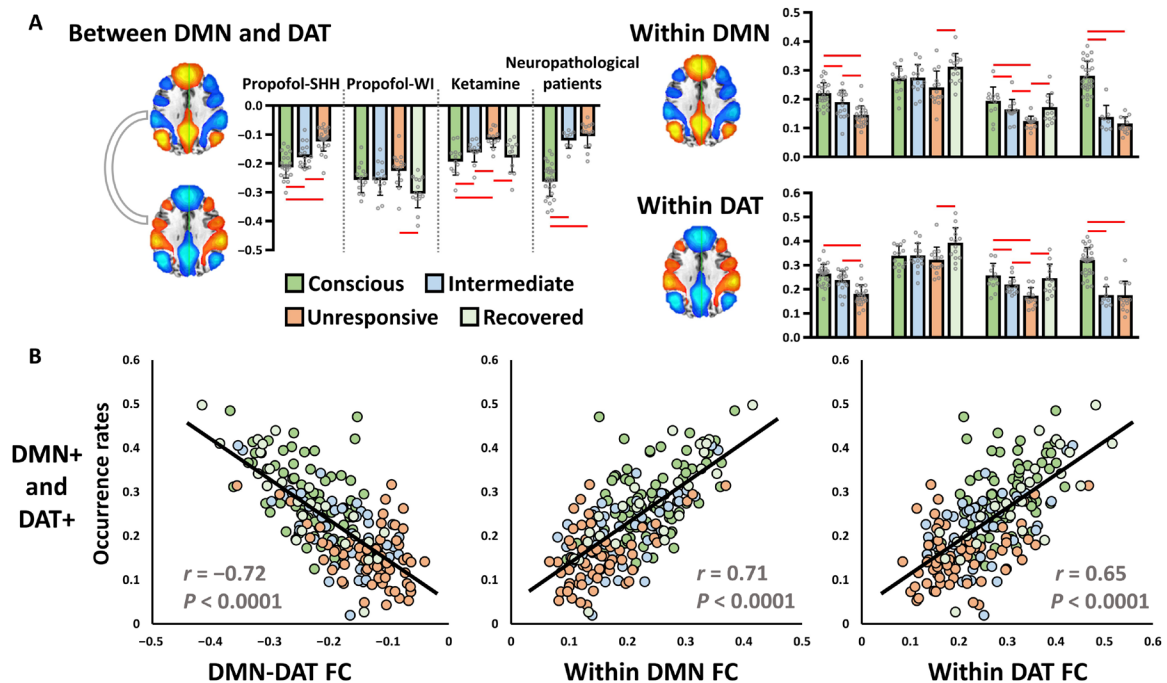 A
Between DMN and DAT
Propofol-SHH Propofol-WI Ketamine Neuropathological
patients
0.0
−0.1
−0.2
−0.3
−0.4
−0.5
Conscious Intermediate
Unresponsive Recovered
Within DMN
0.5
0.4
0.3
0.2
0.1
0.0
Within DAT
0.5
0.4
0.3
0.2
0.1
0.0
B
DMN+
and
DAT+
Occurrence rates
0.6
0.5
0.4
0.3
0.2
0.1
0
r = −0.72
P < 0.0001
−0.5 −0.4 −0.3 −0.2 −0.1 0
DMN-DAT FC
0.6
0.5
0.4
0.3
0.2
0.1
0
r = 0.71
P < 0.0001
0 0.1 0.2 0.3 0.4 0.5
Within DMN FC
0.6
0.5
0.4
0.3
0.2
0.1
0
r = 0.65
P < 0.0001
0 0.1 0.2 0.3 0.4 0.5 0.6
Within DAT FC